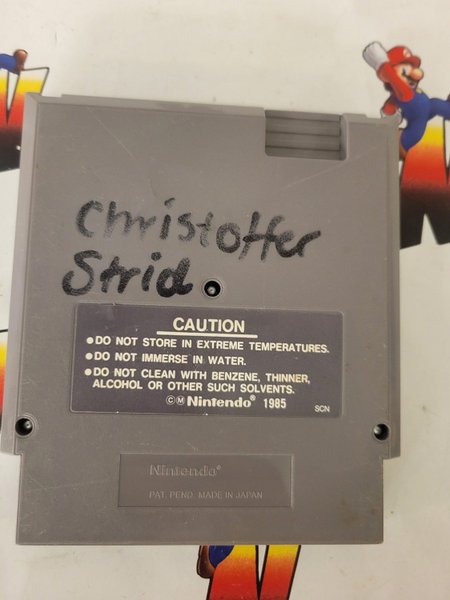 Christoffer
Strid
CAUTION
●DO NOT STORE IN EXTREME TEMPERATURES.
●DO NOT IMMERSE IN WATER.
●DO NOT CLEAN WITH BENZENE, THINNER,
ALCOHOL OR OTHER SUCH SOLVENTS.
©ⓂNintendo® 1985
SCN
Nintendo®
PAT. PEND. MADE IN JAPAN